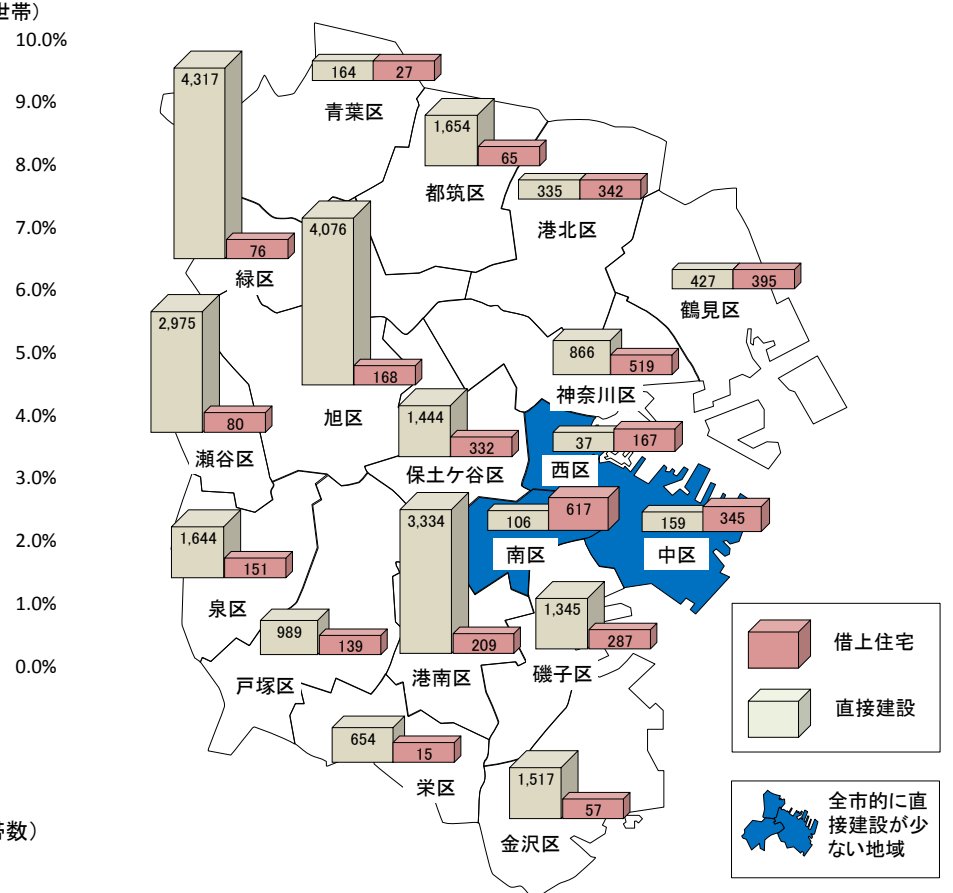 世帯）
10.0%
9.0%
8.0%
7.0%
6.0%
5.0%
4.0%
3.0%
2.0%
1.0%
0.0%
帯数）
164 27
青葉区
4,317 76
緑区
1,654 65
都筑区
335 342
港北区
427 395
鶴見区
4,076 168
旭区
2,975 80
瀬谷区
866 519
神奈川区
1,444 332
保土ケ谷区
37 167
西区
106 617
南区
159 345
中区
1,644 151
泉区
3,334 209
港南区
1,345 287
磯子区
989 139
戸塚区
654 15
栄区
1,517 57
金沢区
借上住宅
直接建設
全市的に直
接建設が少
ない地域